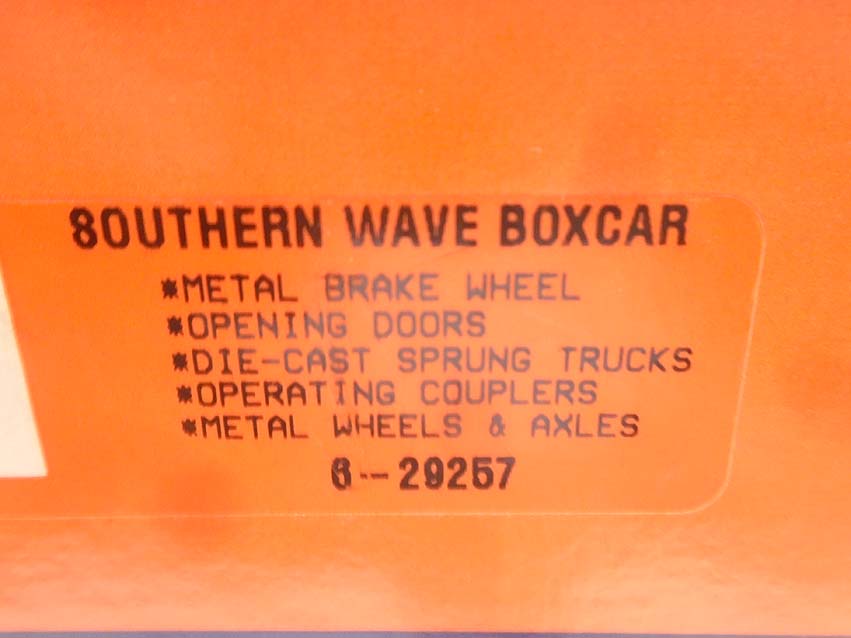 SOUTHERN WAVE BOXCAR
*METAL BRAKE WHEEL
*OPENING DOORS
*DIE-CAST SPRUNG TRUCKS
*OPERATING COUPLERS
*METAL WHEELS & AXLES
6--29257